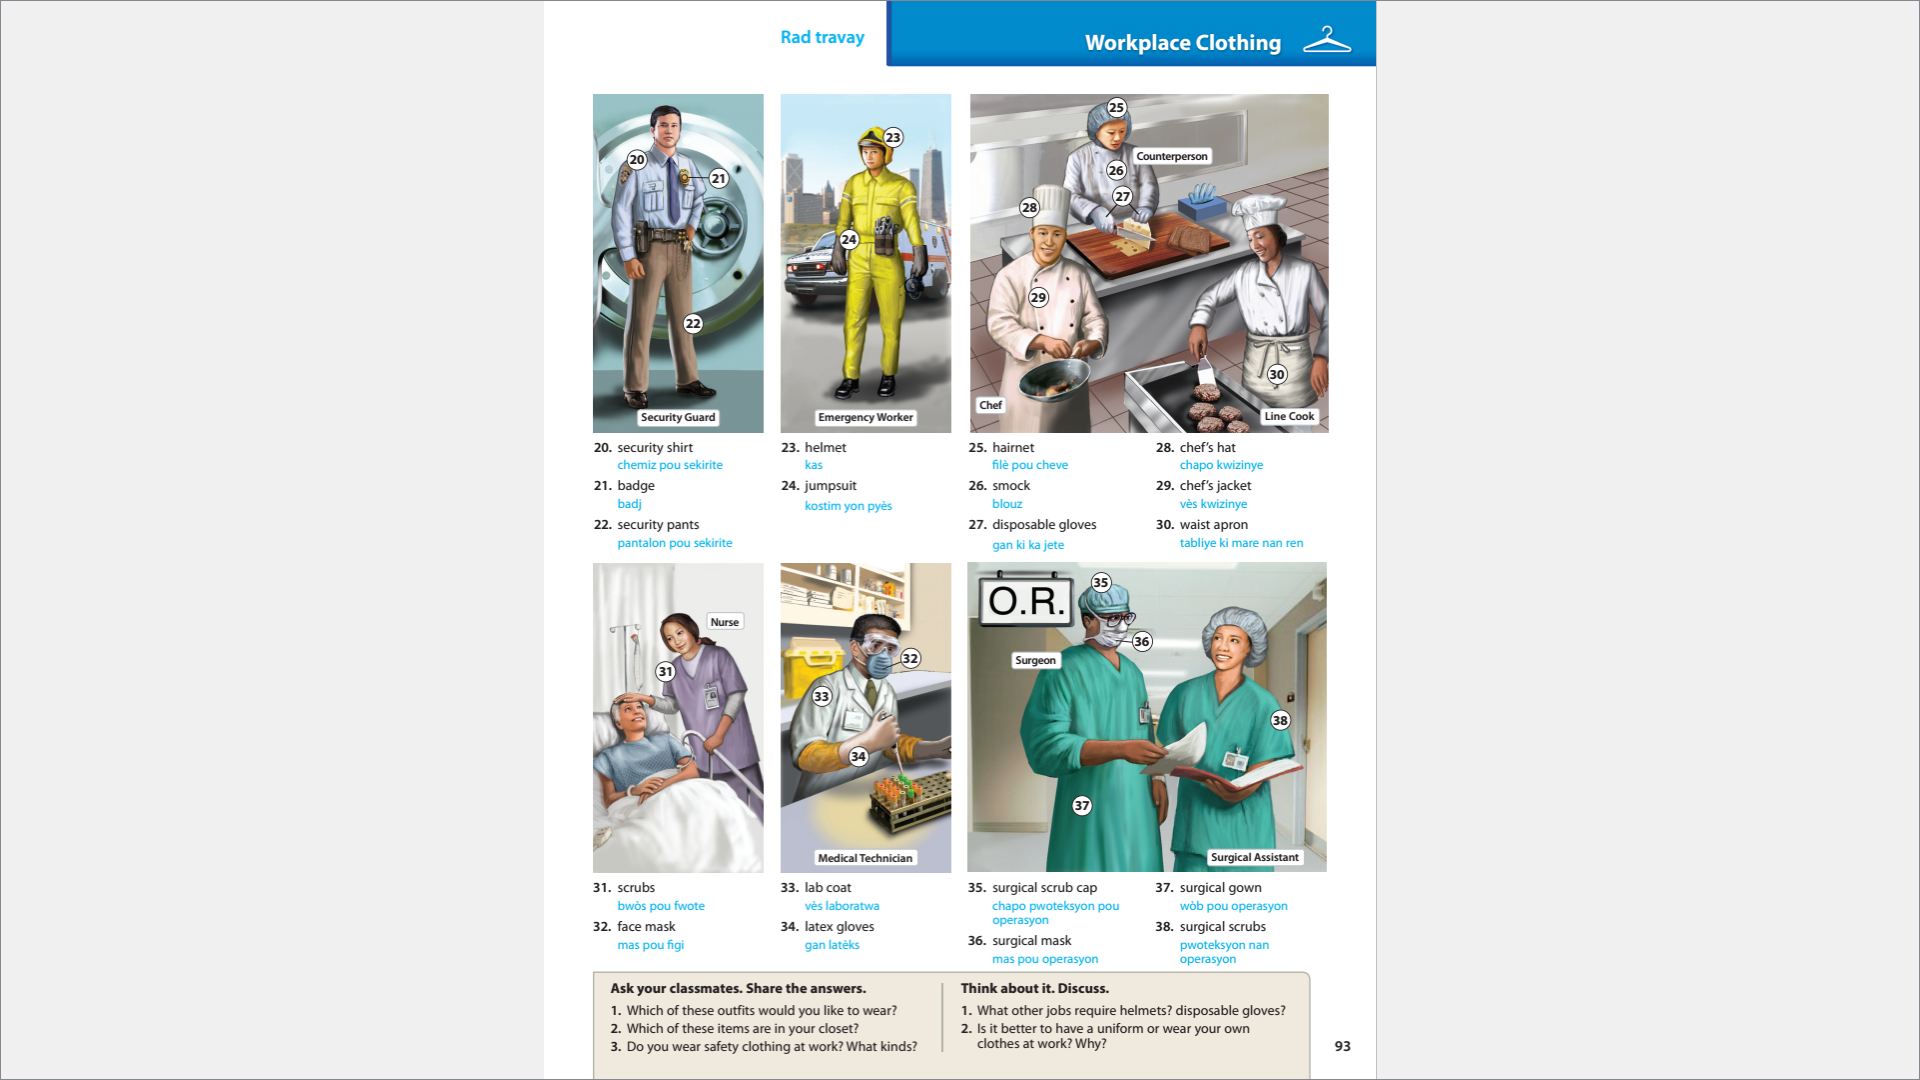 Rad travay
Workplace Clothing
20
21
22
Security Guard
23
24
Emergency Worker
25
Counterperson
26
27
28
29
30
Chef
Line Cook
20. security shirt
chemiz pou sekirite
21. badge
badj
22. security pants
pantalon pou sekirite
23. helmet
kas
24. jumpsuit
kostim yon pyès
25. hairnet
filè pou cheve
26. smock
blouz
27. disposable gloves
gan ki ka jete
28. chef’s hat
chapo kwizinye
29. chef’s jacket
vès kwizinye
30. waist apron
tabliye ki mare nan ren
Nurse
31
32
33
34
Medical Technician
O.R.
35
36
Surgeon
37
38
Surgical Assistant
31. scrubs
bwòs pou fwote
32. face mask
mas pou figi
33. lab coat
vès laboratwa
34. latex gloves
gan latèks
35. surgical scrub cap
chapo pwoteksyon pou
operasyon
36. surgical mask
mas pou operasyon
37. surgical gown
wòb pou operasyon
38. surgical scrubs
pwoteksyon nan
operasyon
Ask your classmates. Share the answers.
1. Which of these outfits would you like to wear?
2. Which of these items are in your closet?
3. Do you wear safety clothing at work? What kinds?
Think about it. Discuss.
1. What other jobs require helmets? disposable gloves?
2. Is it better to have a uniform or wear your own
clothes at work? Why?
93